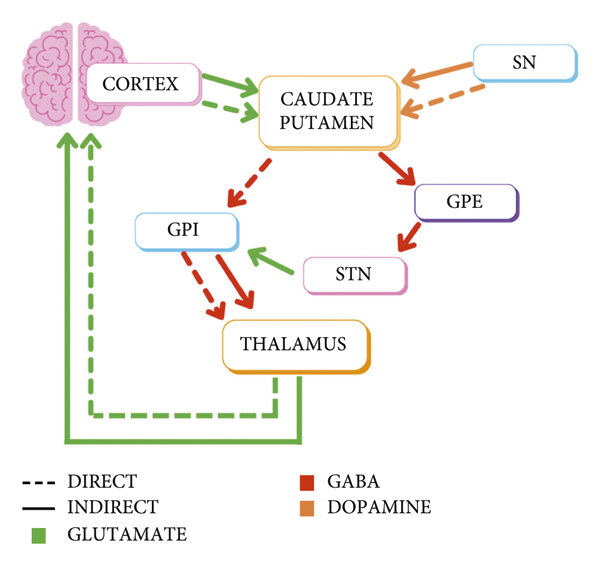 CORTEX
SN
CAUDATE
PUTAMEN
GPE
GPI
STN
THALAMUS
DIRECT
INDIRECT
GLUTAMATE
GABA
DOPAMINE